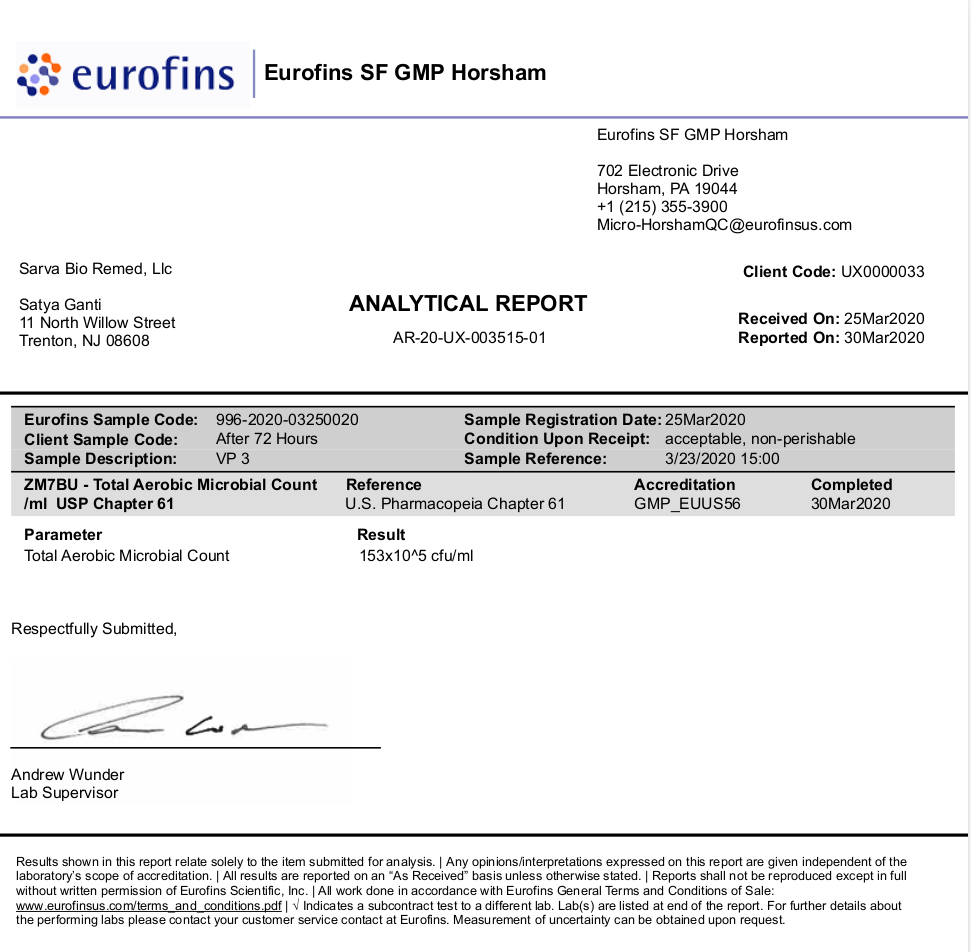 eurofins
Eurofins SF GMP Horsham
Eurofins SF GMP Horsham
702 Electronic Drive
Horsham, PA 19044
+1 (215) 355-3900
Micro-HorshamQC@eurofinsus.com
Sarva Bio Remed, Llc
Satya Ganti
11 North Willow Street
Trenton, NJ 08608
ANALYTICAL REPORT
AR-20-UX-003515-01
Client Code: UX0000033
Received On: 25Mar2020
Reported On: 30Mar2020
Eurofins Sample Code: 996-2020-03250020 Sample Registration Date: 25Mar2020
Client Sample Code: After 72 Hours Condition Upon Receipt: acceptable, non-perishable
Sample Description: VP 3 Sample Reference: 3/23/2020 15:00
ZM7BU - Total Aerobic Microbial Count Reference Accreditation Completed
/ml USP Chapter 61 U.S. Pharmacopeia Chapter 61 GMP_EUUS56 30Mar2020
Parameter Result
Total Aerobic Microbial Count 153x10^5 cfu/ml
Respectfully Submitted,
Andrew Wunder
Lab Supervisor
Results shown in this report relate solely to the item submitted for analysis. | Any opinions/interpretations expressed on this report are given independent of the
laboratory's scope of accreditation. | All results are reported on an “As Received” basis unless otherwise stated. | Reports shall not be reproduced except in full
without written permission of Eurofins Scientific, Inc. | All work done in accordance with Eurofins General Terms and Conditions of Sale:
www.eurofinsus.com/terms_and_conditions.pdf | √ Indicates a subcontract test to a different lab. Lab(s) are listed at end of the report. For further details about
the performing labs please contact your customer service contact at Eurofins. Measurement of uncertainty can be obtained upon request.